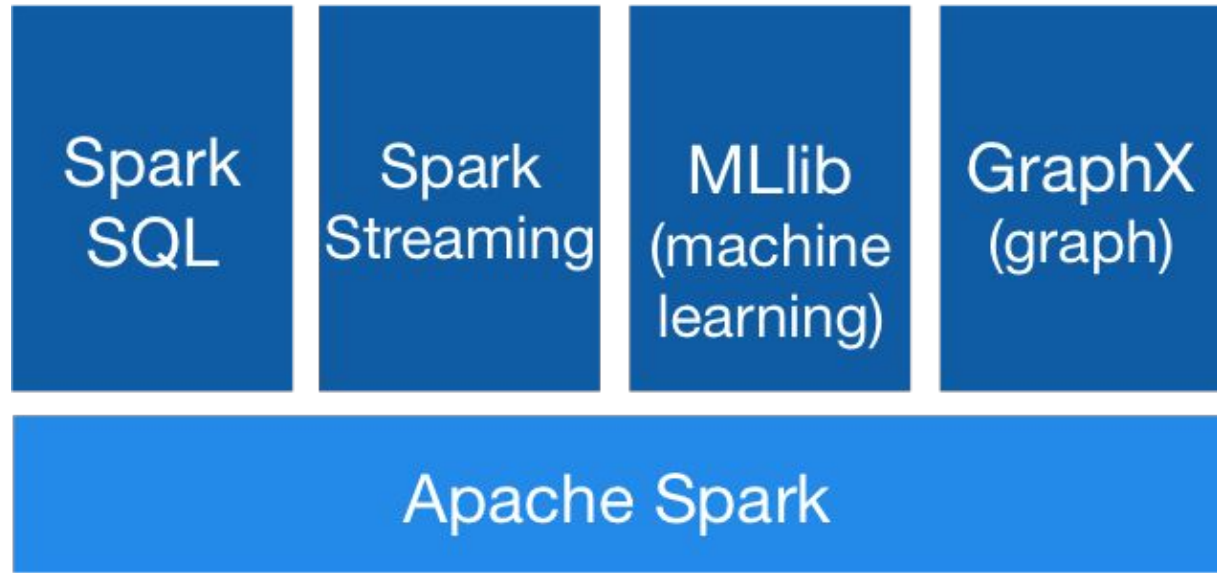 Spark
SQL
Spark
Streaming
MLlib
(machine
learning)
GraphX
(graph)
Apache Spark